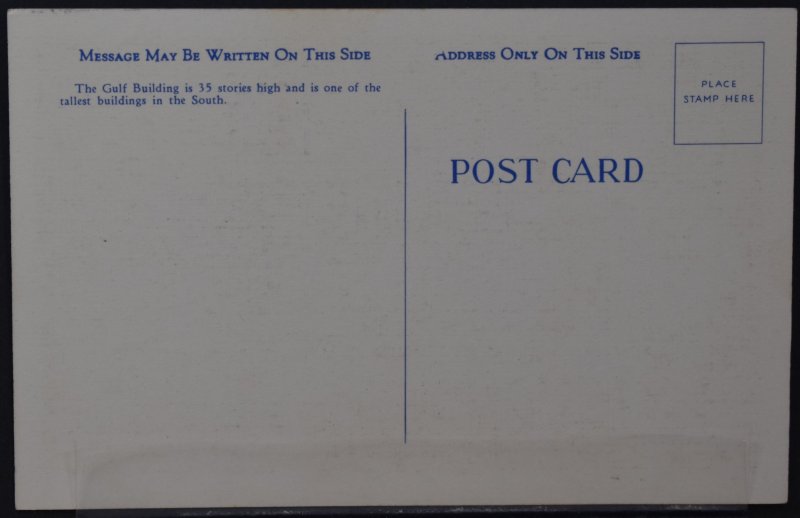 MESSAGE MAY BE WRITTEN ON THIS SIDE
The Gulf Building is 35 stories high and is one of the
tallest buildings in the South.
ADDRESS ONLY ON THIS SIDE
PLACE
STAMP HERE
POST CARD